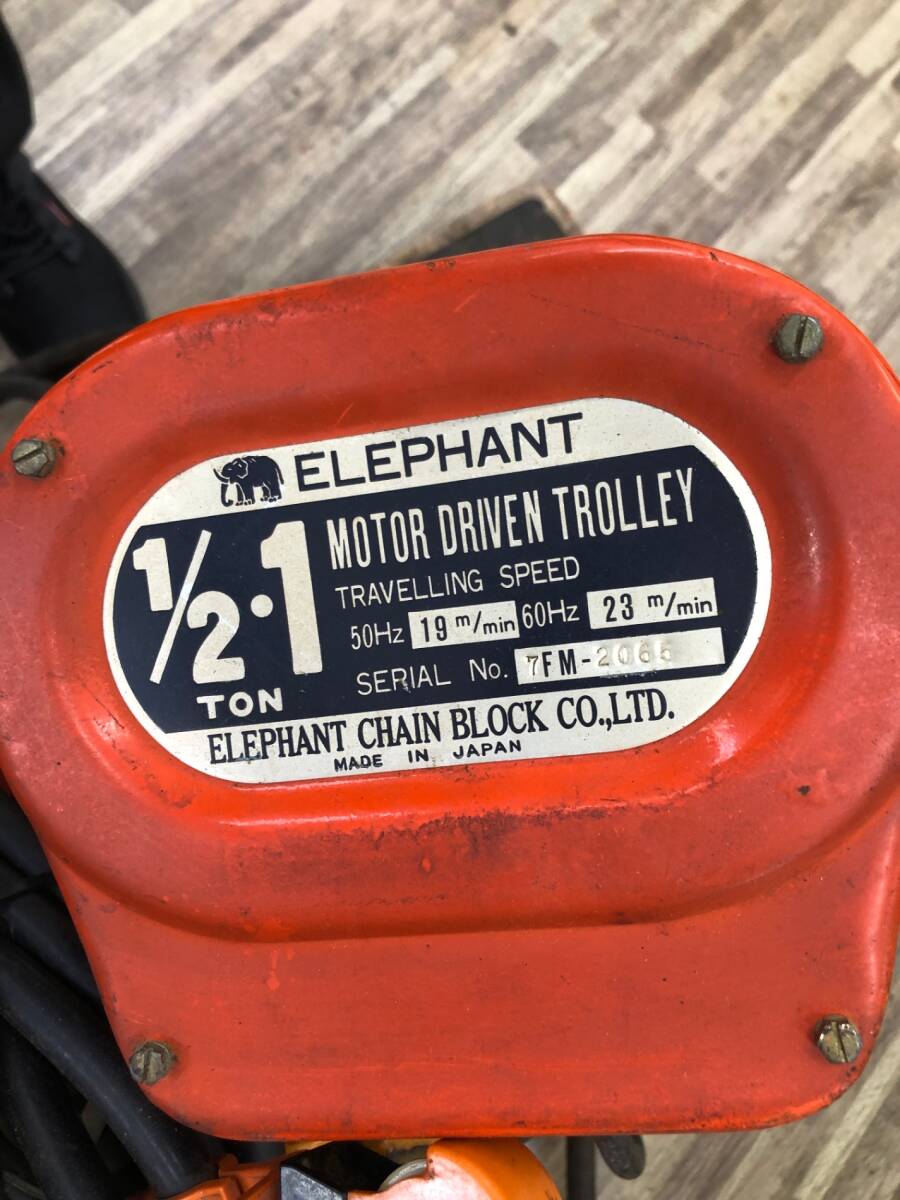 ELEPHANT
1/2・1
TON
MOTOR DRIVEN TROLLEY
TRAVELLING SPEED
50Hz 19 m/min 60Hz 23 m/min
SERIAL No. 7FM-2065
ELEPHANT CHAIN BLOCK CO.,LTD.
MADE IN JAPAN